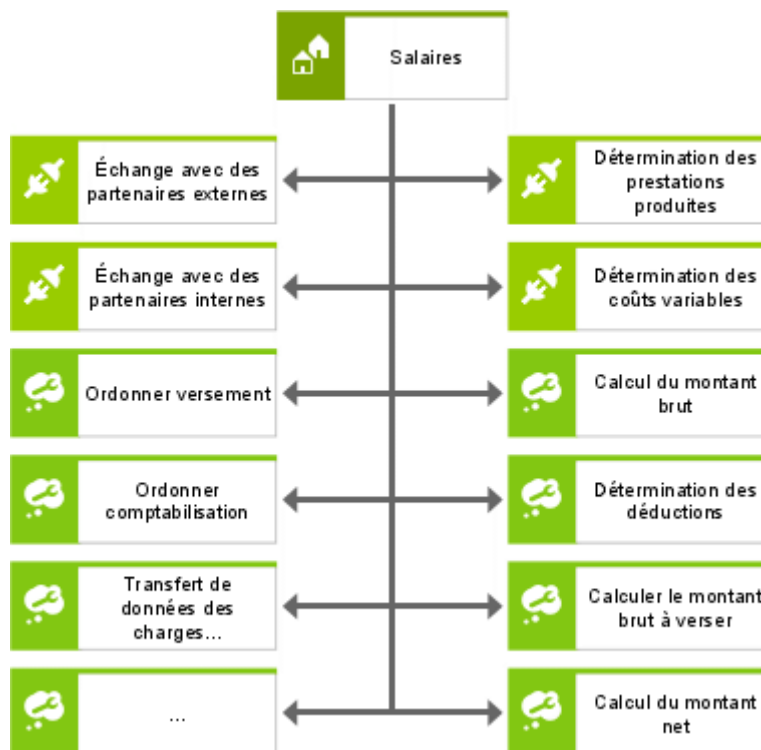 Salaires
Échange avec des
partenaires externes
Détermination des
prestations
produites
Échange avec des
partenaires internes
Détermination des
coûts variables
Ordonner versement
Calcul du montant
brut
Ordonner
comptabilisation
Détermination des
déductions
Transfert de
données des
charges...
Calculer le montant
brut à verser
...
Calcul du montant
net